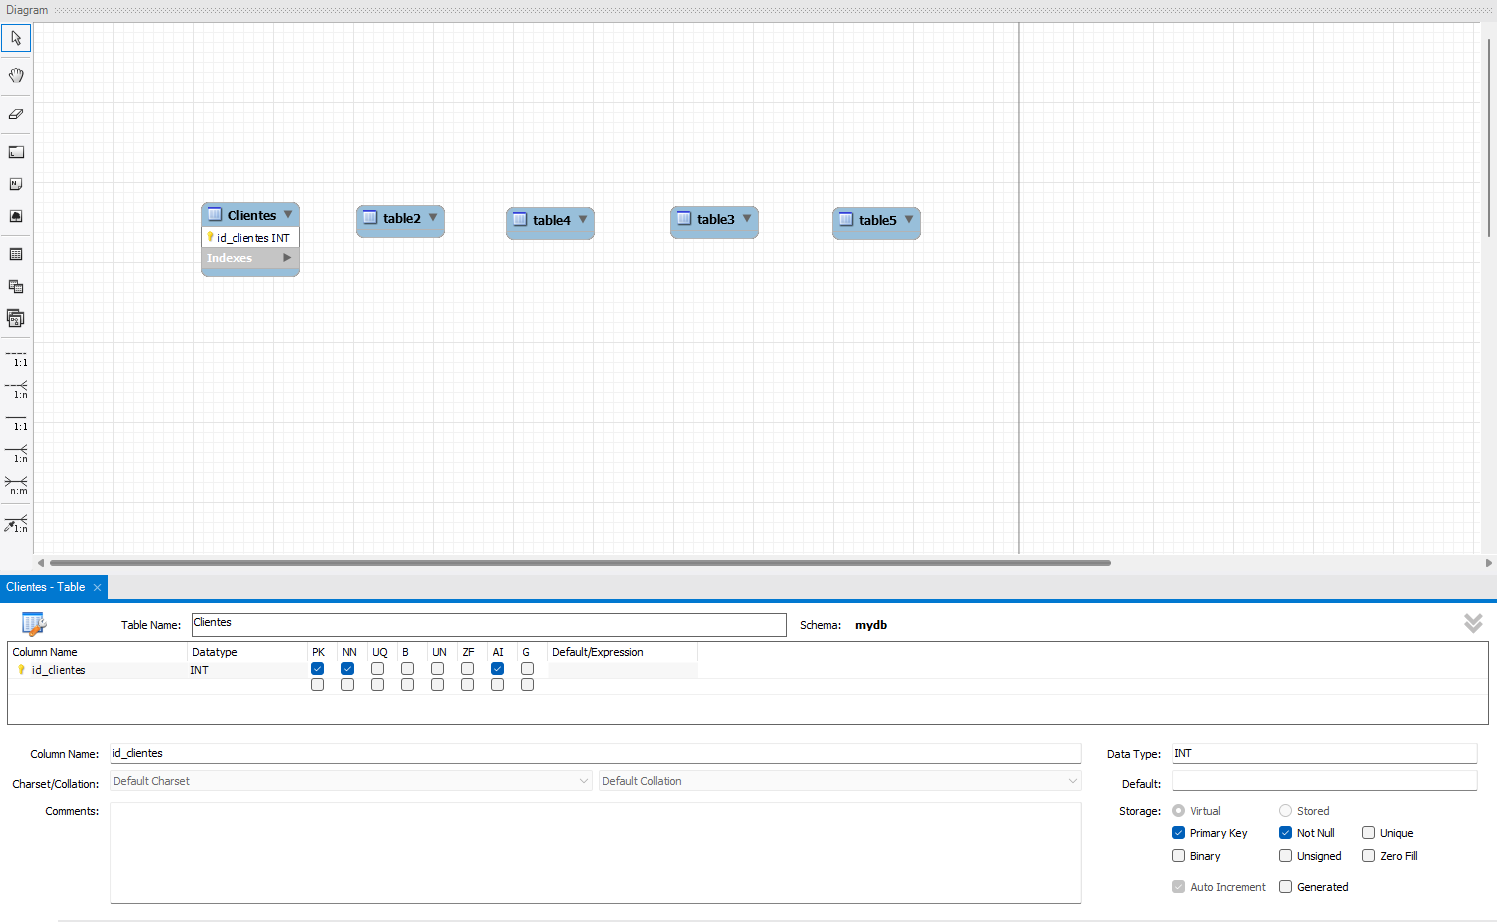 Diagram
Clientes
id_clientes INT
Indexes
table2
table4
table3
table5
1:1
1:n
1:1
1:n
n:m
1:n
Clientes - Table
Table Name: Clientes Schema: mydb
Column Name Datatype PK NN UQ B UN ZF AI G Default/Expression
id_clientes INT
Column Name: id_clientes Data Type: INT
Charset/Collation: Default Charset Default Collation Default:
Comments: Storage: Virtual Stored
Primary Key Not Null Unique
Binary Unsigned Zero Fill
Auto Increment Generated